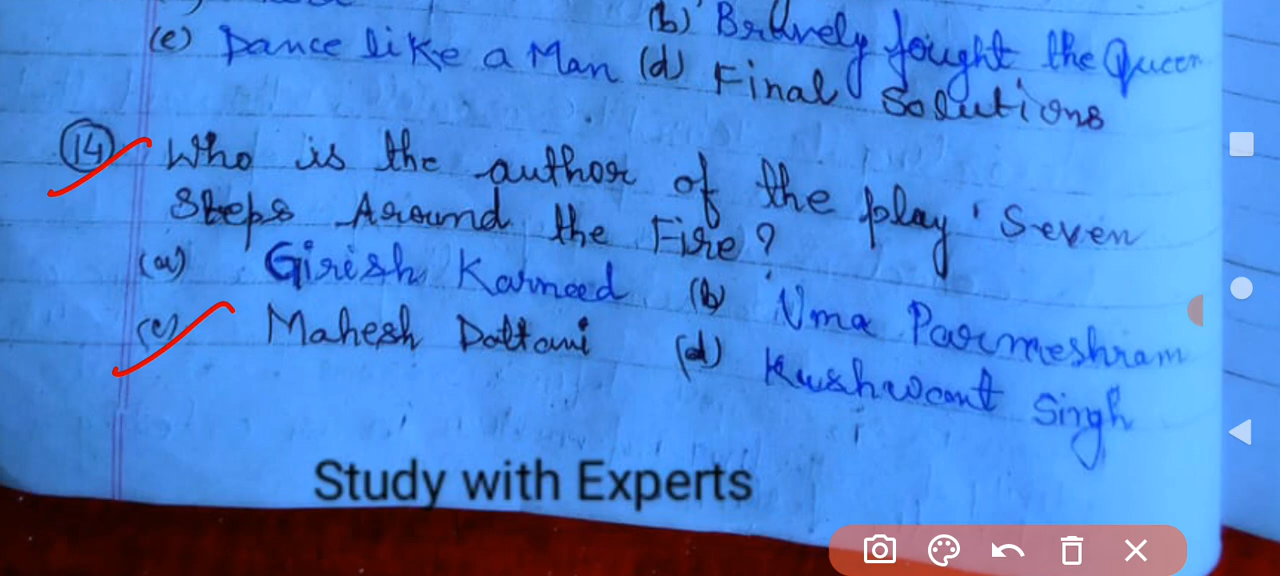 (b) Bravely fought the Queen
(c) Dance like a Man (d) Final Solutions
(14) Who is the author of the play 'Seven
Steps Around the Fire?
(a) Girish Karnad (b) Uma Parmeshram
(c) Mahesh Dattani (d) Kushwant Singh
Study with Experts